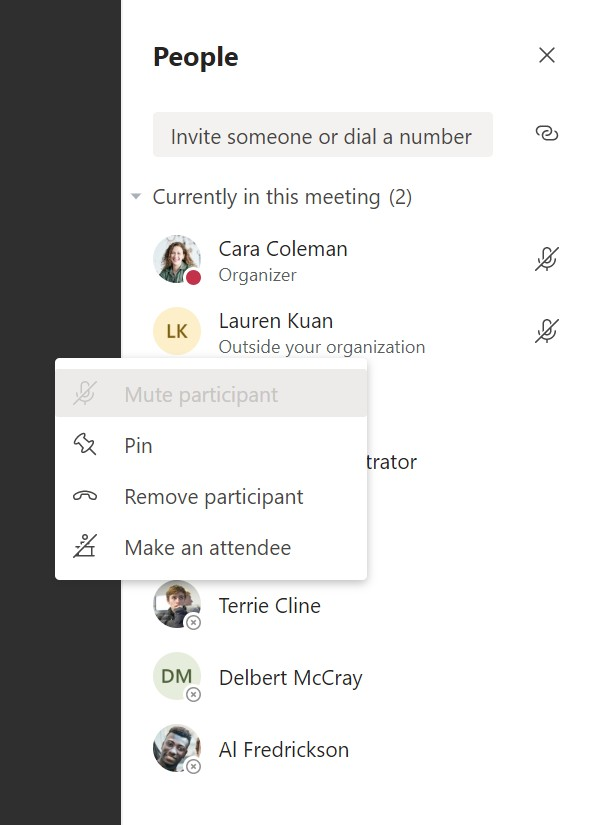 People
Invite someone or dial a number
Currently in this meeting (2)
Cara Coleman
Organizer
LK
Lauren Kuan
Outside your organization
Mute participant
Pin
trator
Remove participant
Make an attendee
Terrie Cline
DM
Delbert McCray
Al Fredrickson